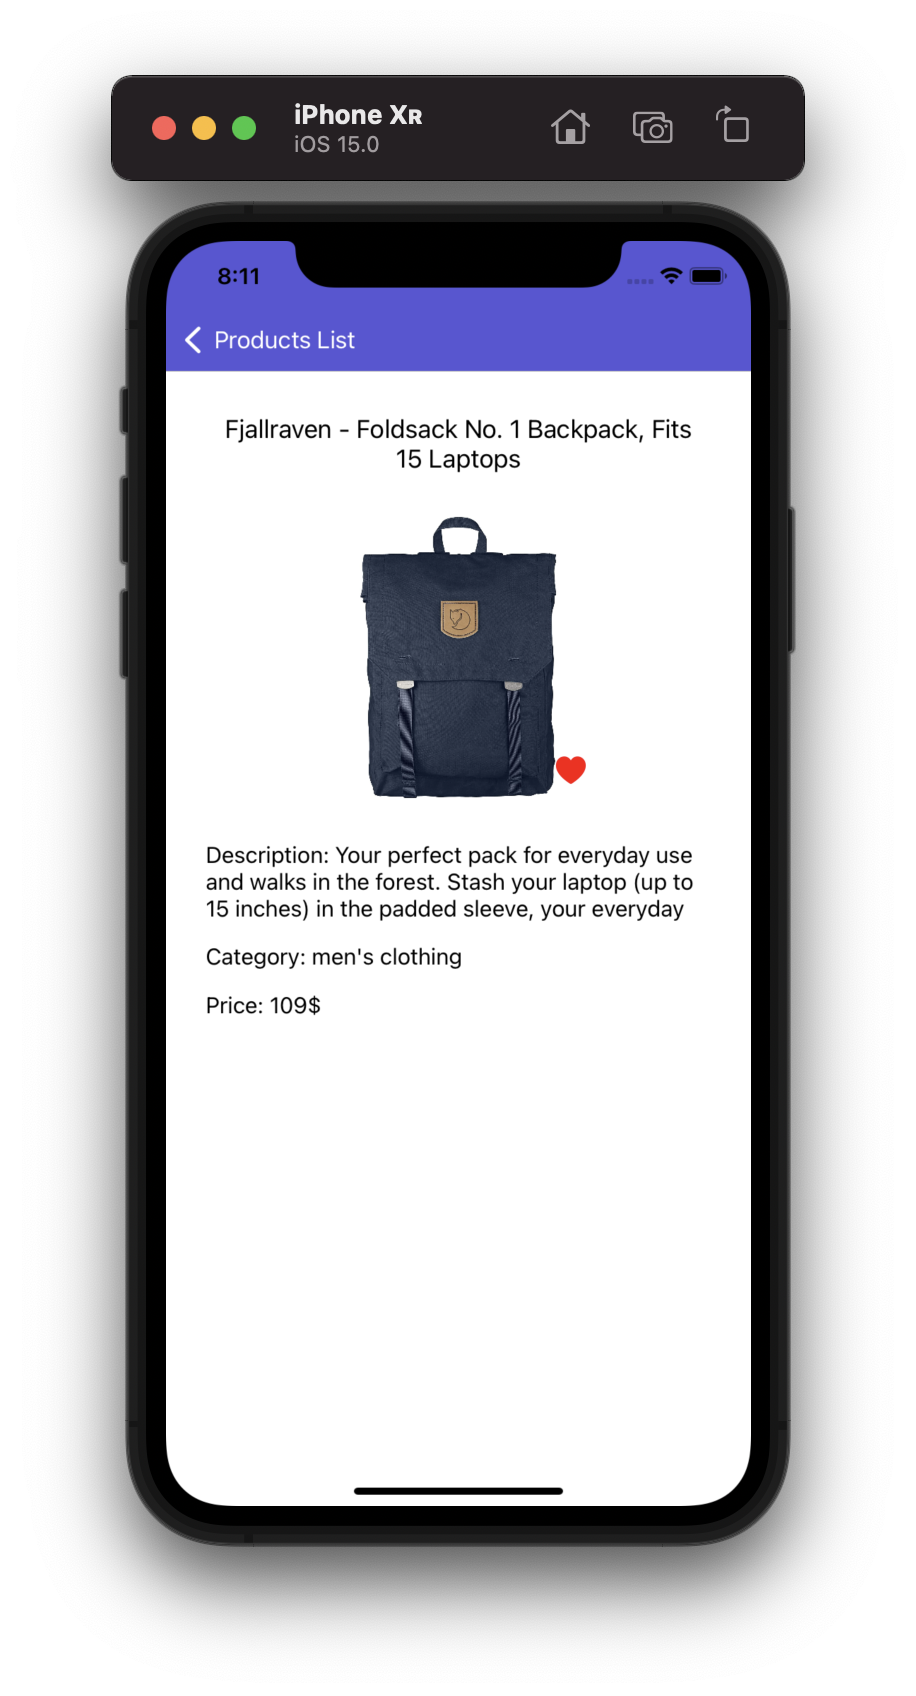 iPhone XR
iOS 15.0
8:11
Products List
Fjallraven - Foldsack No. 1 Backpack, Fits
15 Laptops
Description: Your perfect pack for everyday use
and walks in the forest. Stash your laptop (up to
15 inches) in the padded sleeve, your everyday
Category: men's clothing
Price: 109$